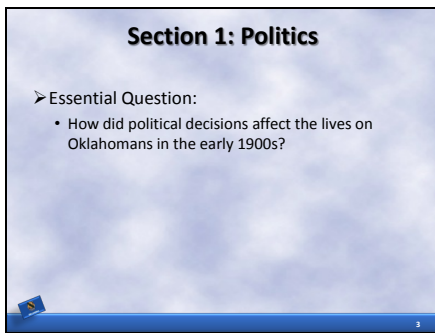 Section 1: Politics
➢Essential Question:
• How did political decisions affect the lives on
Oklahomans in the early 1900s?
3